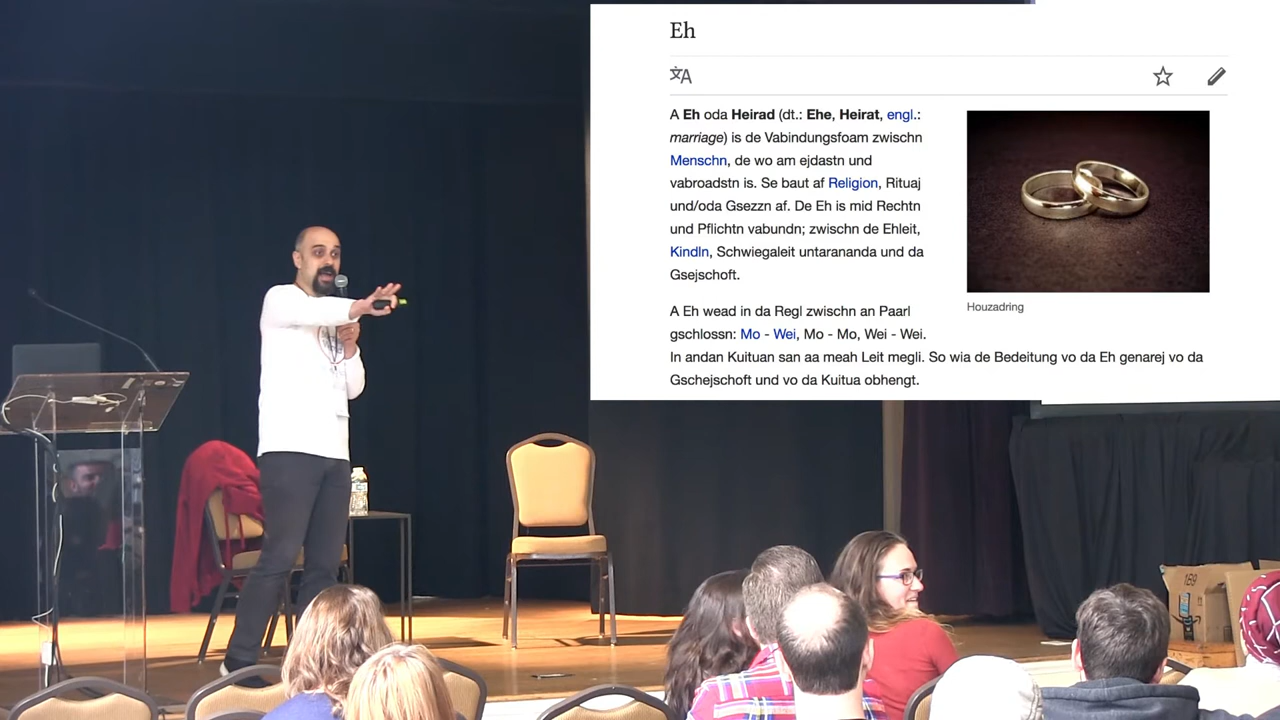 Eh
A Eh oda Heirad (dt.: Ehe, Heirat, engl.:
marriage) is de Vabindungsfoam zwischn
Menschn, de wo am ejdastn und
vabroadstn is. Se baut af Religion, Rituaj
und/oda Gsezzn af. De Eh is mid Rechtn
und Pflichtn vabundn; zwischn de Ehleit,
Kindln, Schwiegaleit untarananda und da
Gsejschoft.
Houzadring
A Eh wead in da Regl zwischn an Paarl
gschlossn: Mo - Wei, Mo - Mo, Wei - Wei.
In andan Kuituan san aa meah Leit megli. So wia de Bedeitung vo da Eh genarej vo da
Gschejschoft und vo da Kuitua obhengt.
169